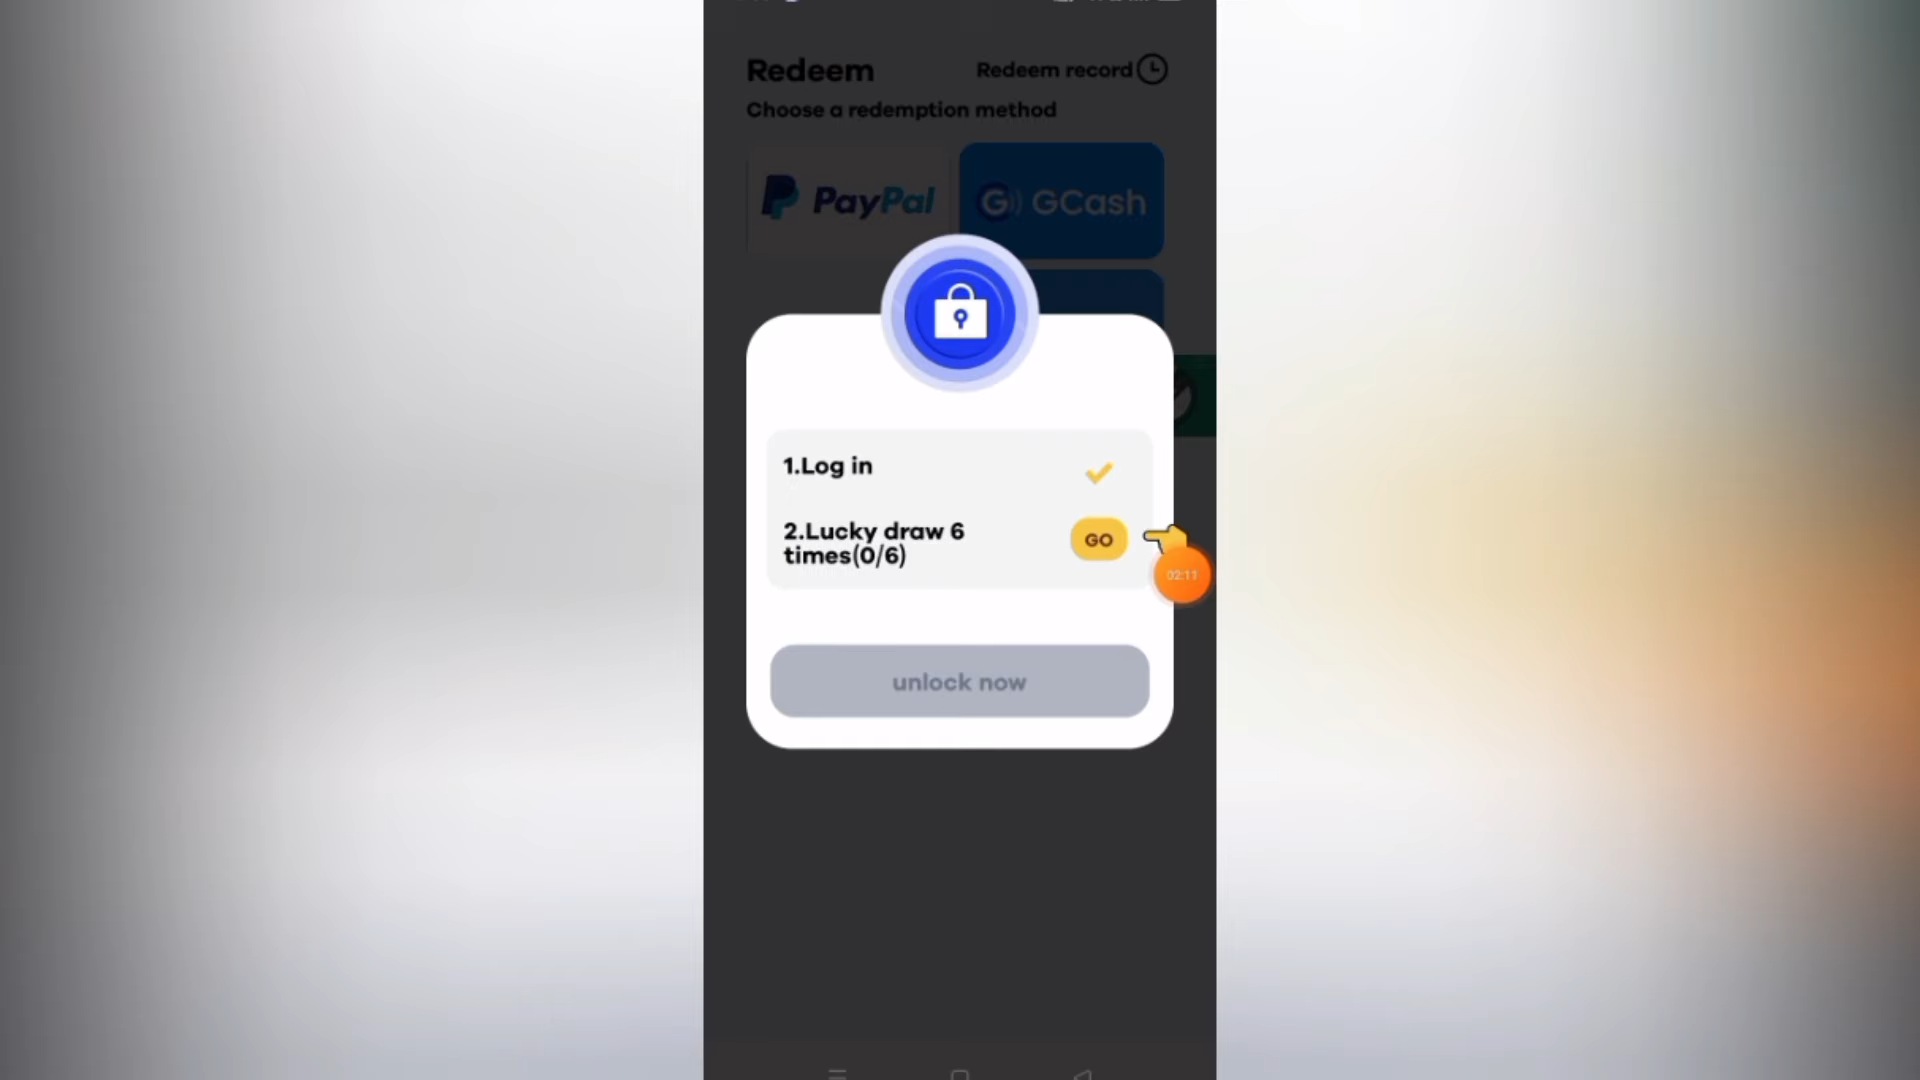 Redeem
Redeem record
Choose a redemption method
PayPal
G) GCash
1.Log in
2.Lucky draw 6
times(0/6)
GO
02:11
unlock now